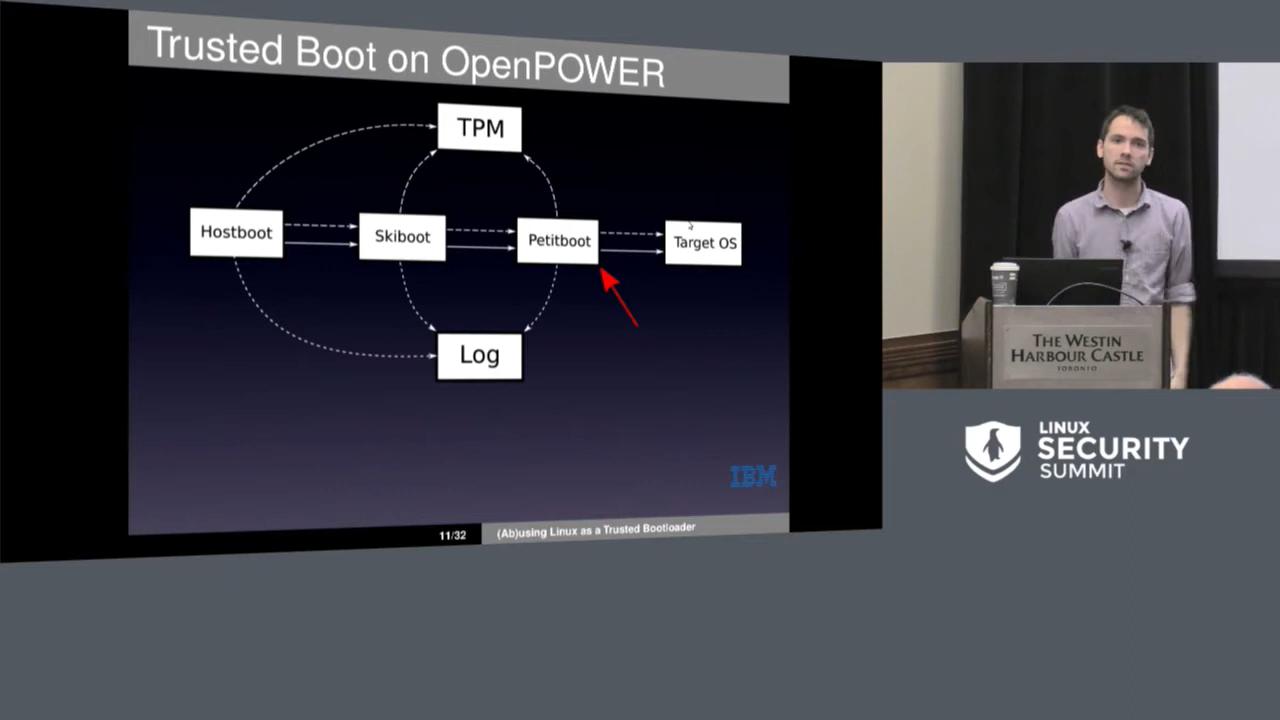 Trusted Boot on OpenPOWER
TPM
Hostboot
Skiboot
Petitboot
Target OS
Log
IBM
11/32
(Ab)using Linux as a Trusted Bootloader
THE WESTIN
HARBOUR CASTLE
TORONTO
LINUX
SECURITY
SUMMIT